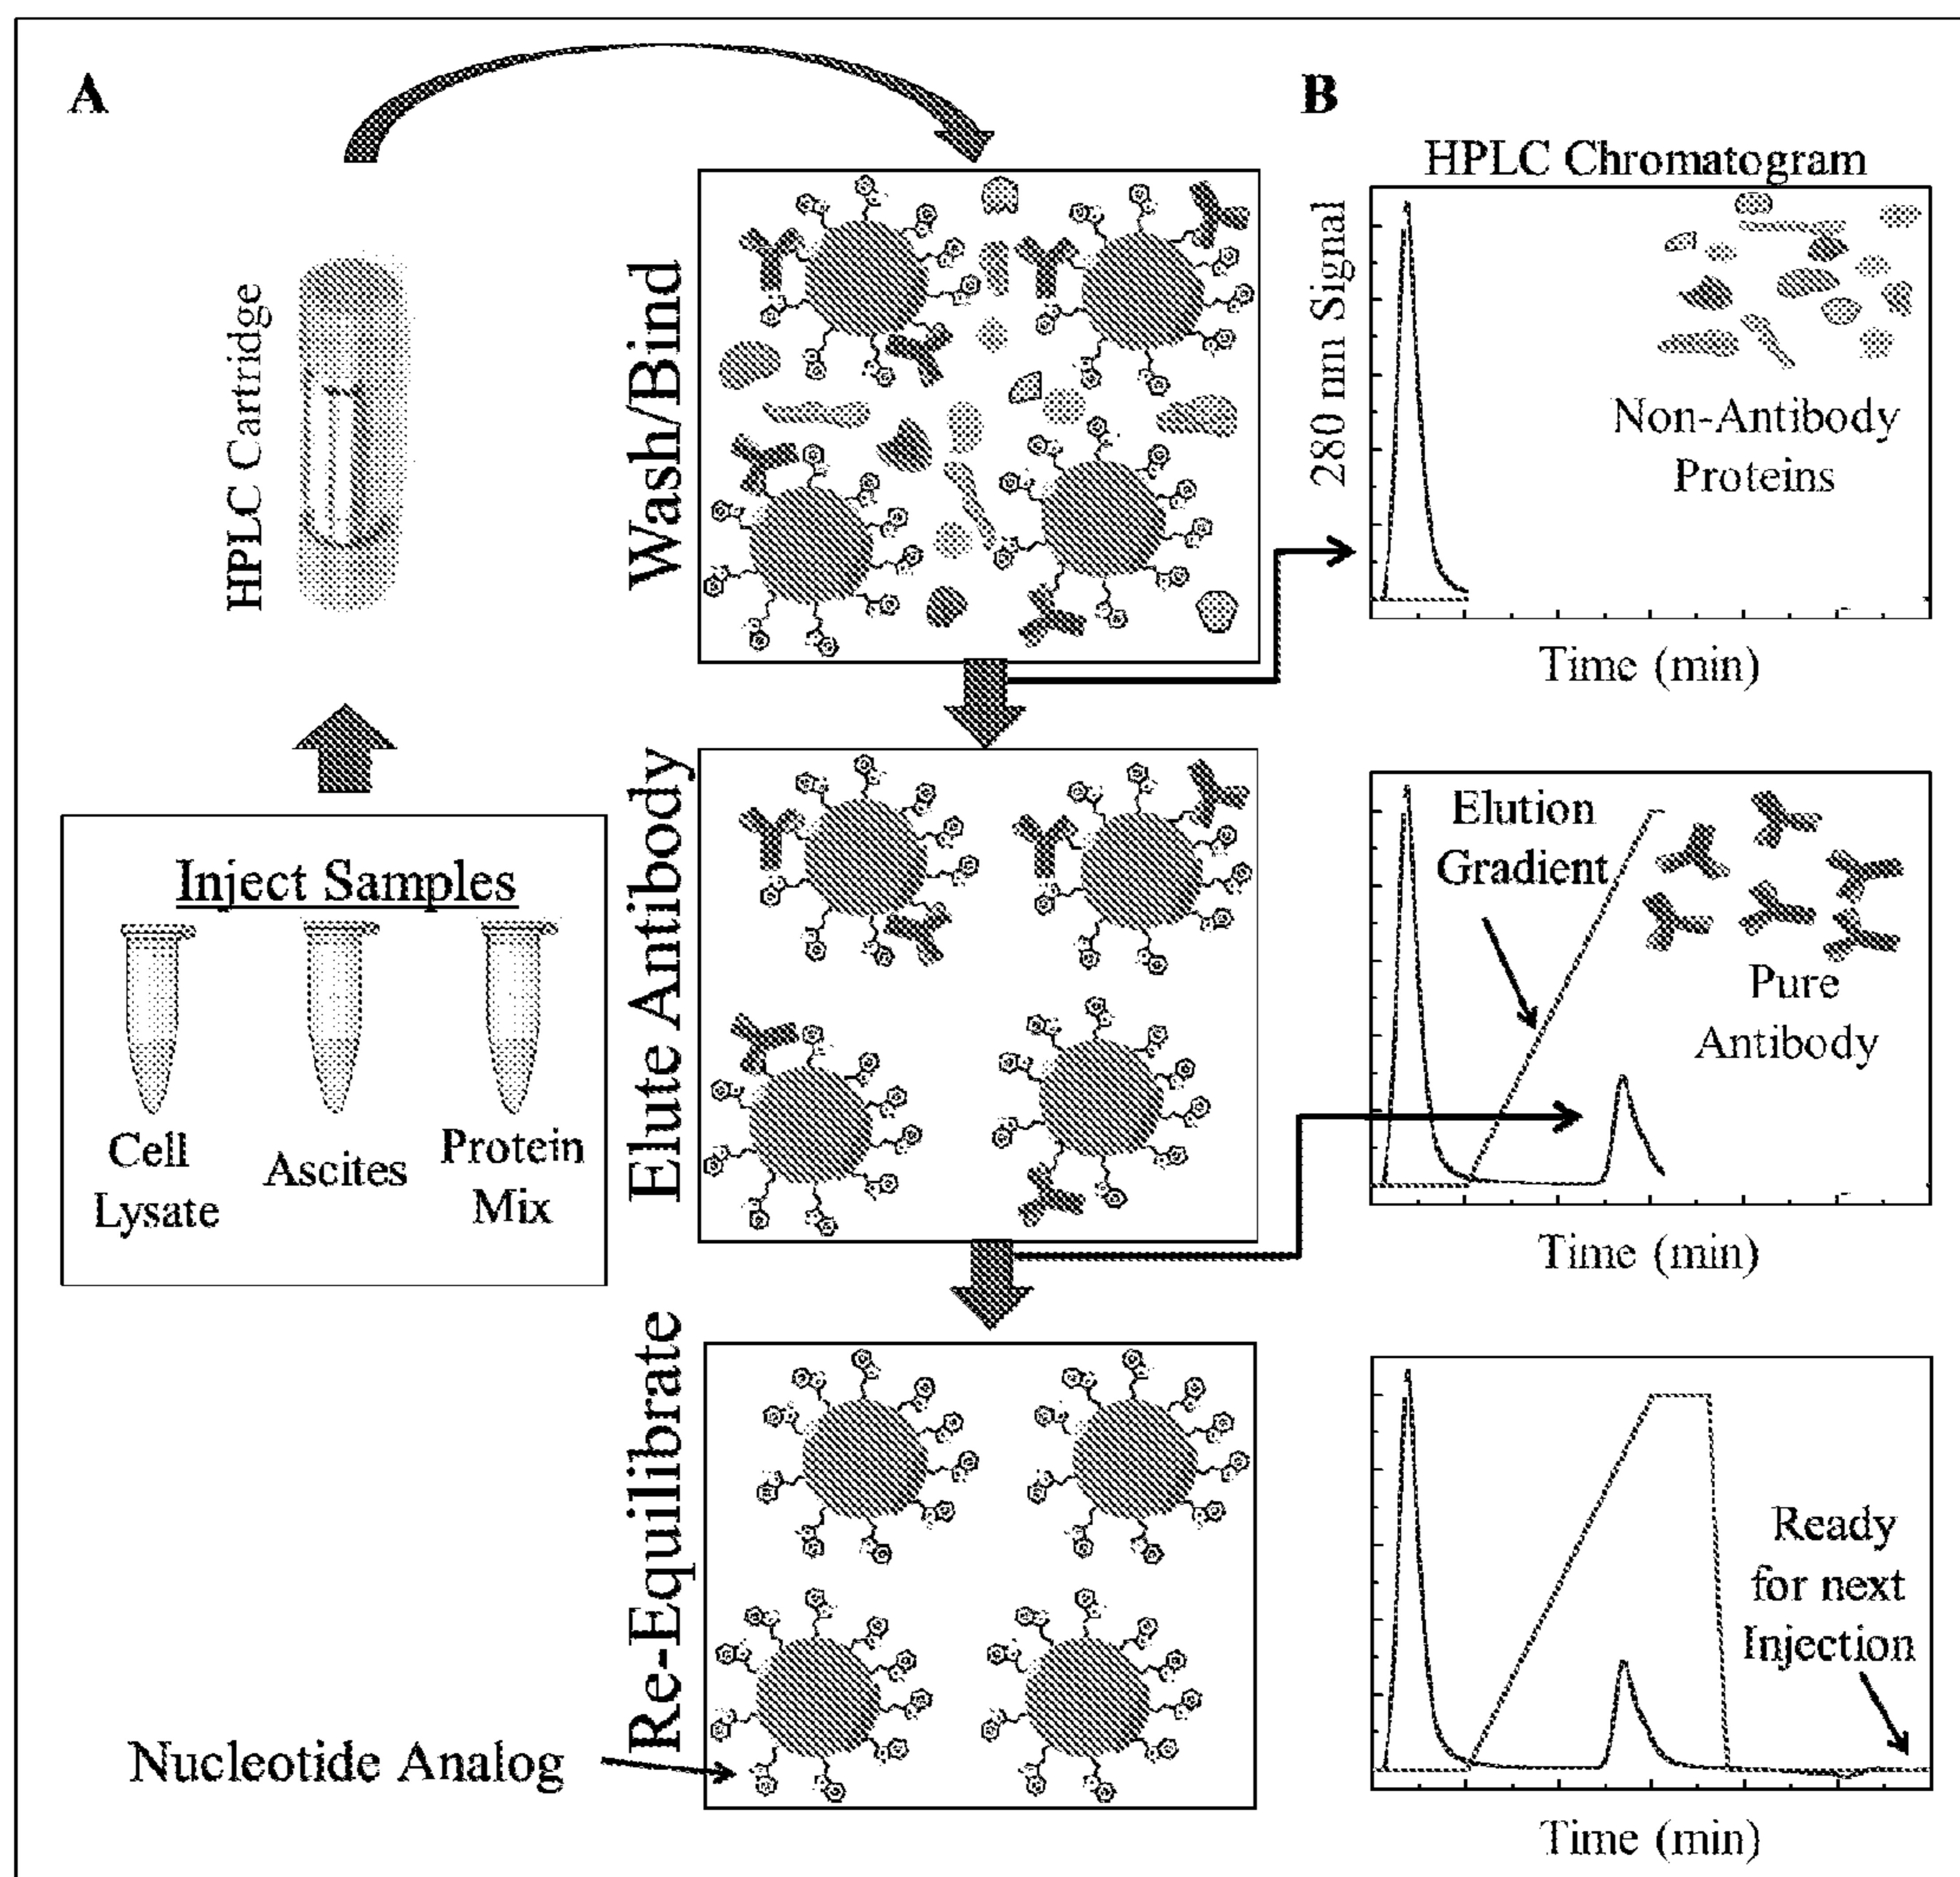 A
HPLC Cartridge
Inject Samples
Cell
Lysate
Ascites
Protein
Mix
Wash/Bind
Elute Antibody
Re-Equilibrate
Nucleotide Analog
B
HPLC Chromatogram
280 nm Signal
Non-Antibody
Proteins
Time (min)
Elution
Gradient
Pure
Antibody
Time (min)
Ready
for next
Injection
Time (min)